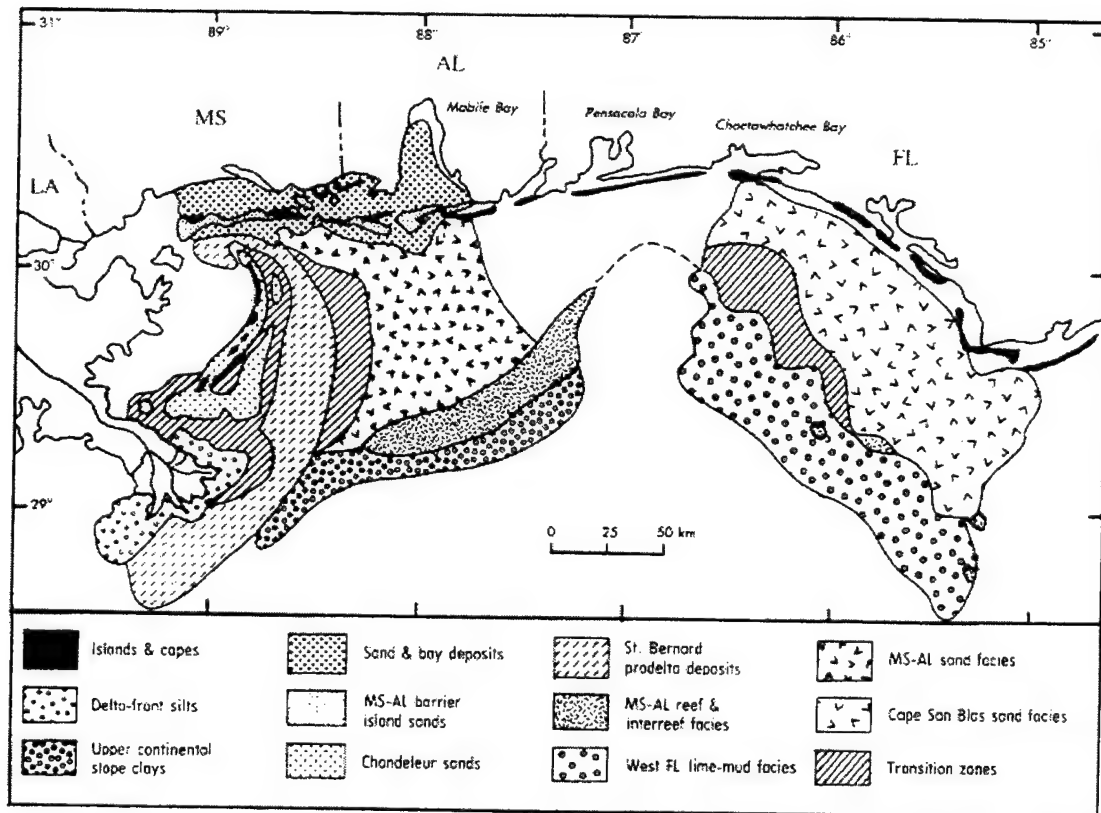 31°
89°
88°
87°
86°
85°
AL
MS
Mobile Bay
Pensacola Bay
Choctawhatchee Bay
FL
LA
30°
29°
0 25 50 km
Islands & capes
Sand & bay deposits
St. Bernard
prodelta deposits
MS-AL sand facies
Delta-front silts
MS-AL barrier
island sands
MS-AL reef &
interreef facies
Cape San Blas sand facies
Upper continental
slope clays
Chandeleur sands
West FL lime-mud facies
Transition zones